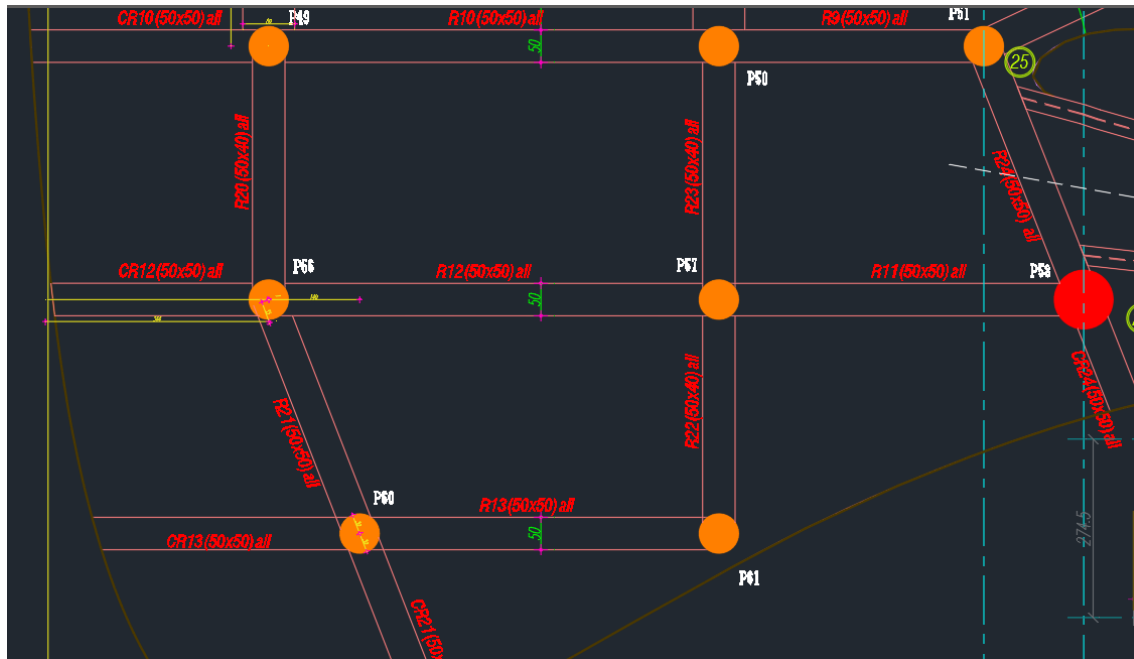 CR10(50x50) all
P49
R10(50x50) all
R9(50x50) all
P51
50
25
P50
R20(50x40) all
R23(50x40) all
R24(50x50) all
CR12(50x50) all
P56
R12(50x50) all
P57
R11(50x50) all
P58
50
R21(50x50) all
R22(50x40) all
CR24(50x50) all
P60
R13(50x50) all
CR13(50x50) all
50
274.5
P61
CR21(50x50)